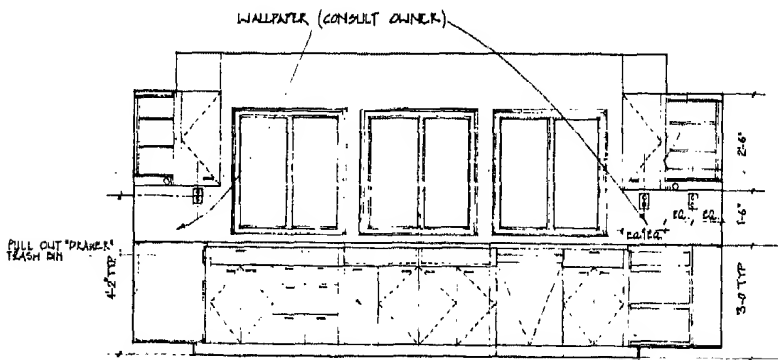 WALLPAPER (CONSULT OWNER)
2'-6"
EQ. EQ.
1'-6"
EQ. EQ.
PULL OUT "DRAWER"
TRASH BIN
4'-2" TYP
3'-0" TYP